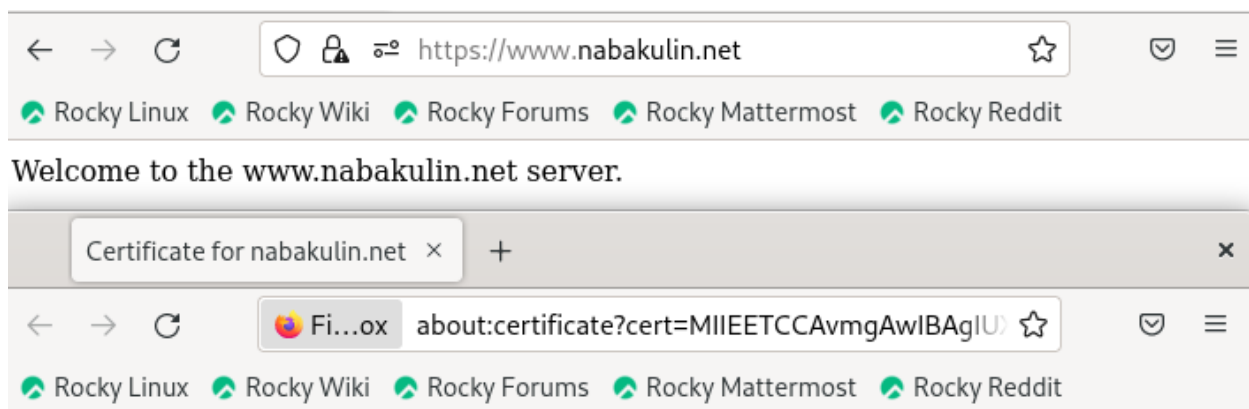 https://www.nabakulin.net
Rocky Linux Rocky Wiki Rocky Forums Rocky Mattermost Rocky Reddit
Welcome to the www.nabakulin.net server.
Certificate for nabakulin.net × +
Fi…ox about:certificate?cert=MIIEETCCAvmgAwIBAgIU
Rocky Linux Rocky Wiki Rocky Forums Rocky Mattermost Rocky Reddit